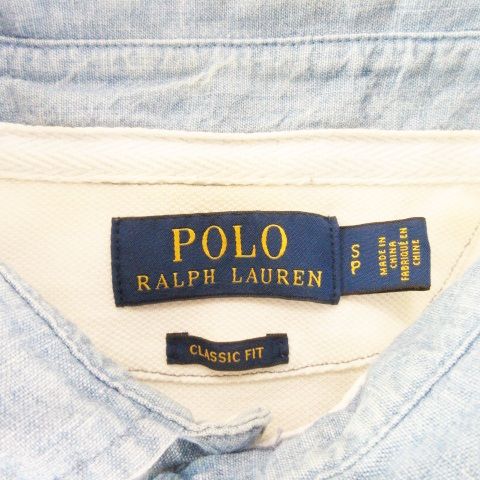 POLO
RALPH LAUREN
S
P
MADE IN
CHINA
FABRIQUÉ EN
CHINE
CLASSIC FIT